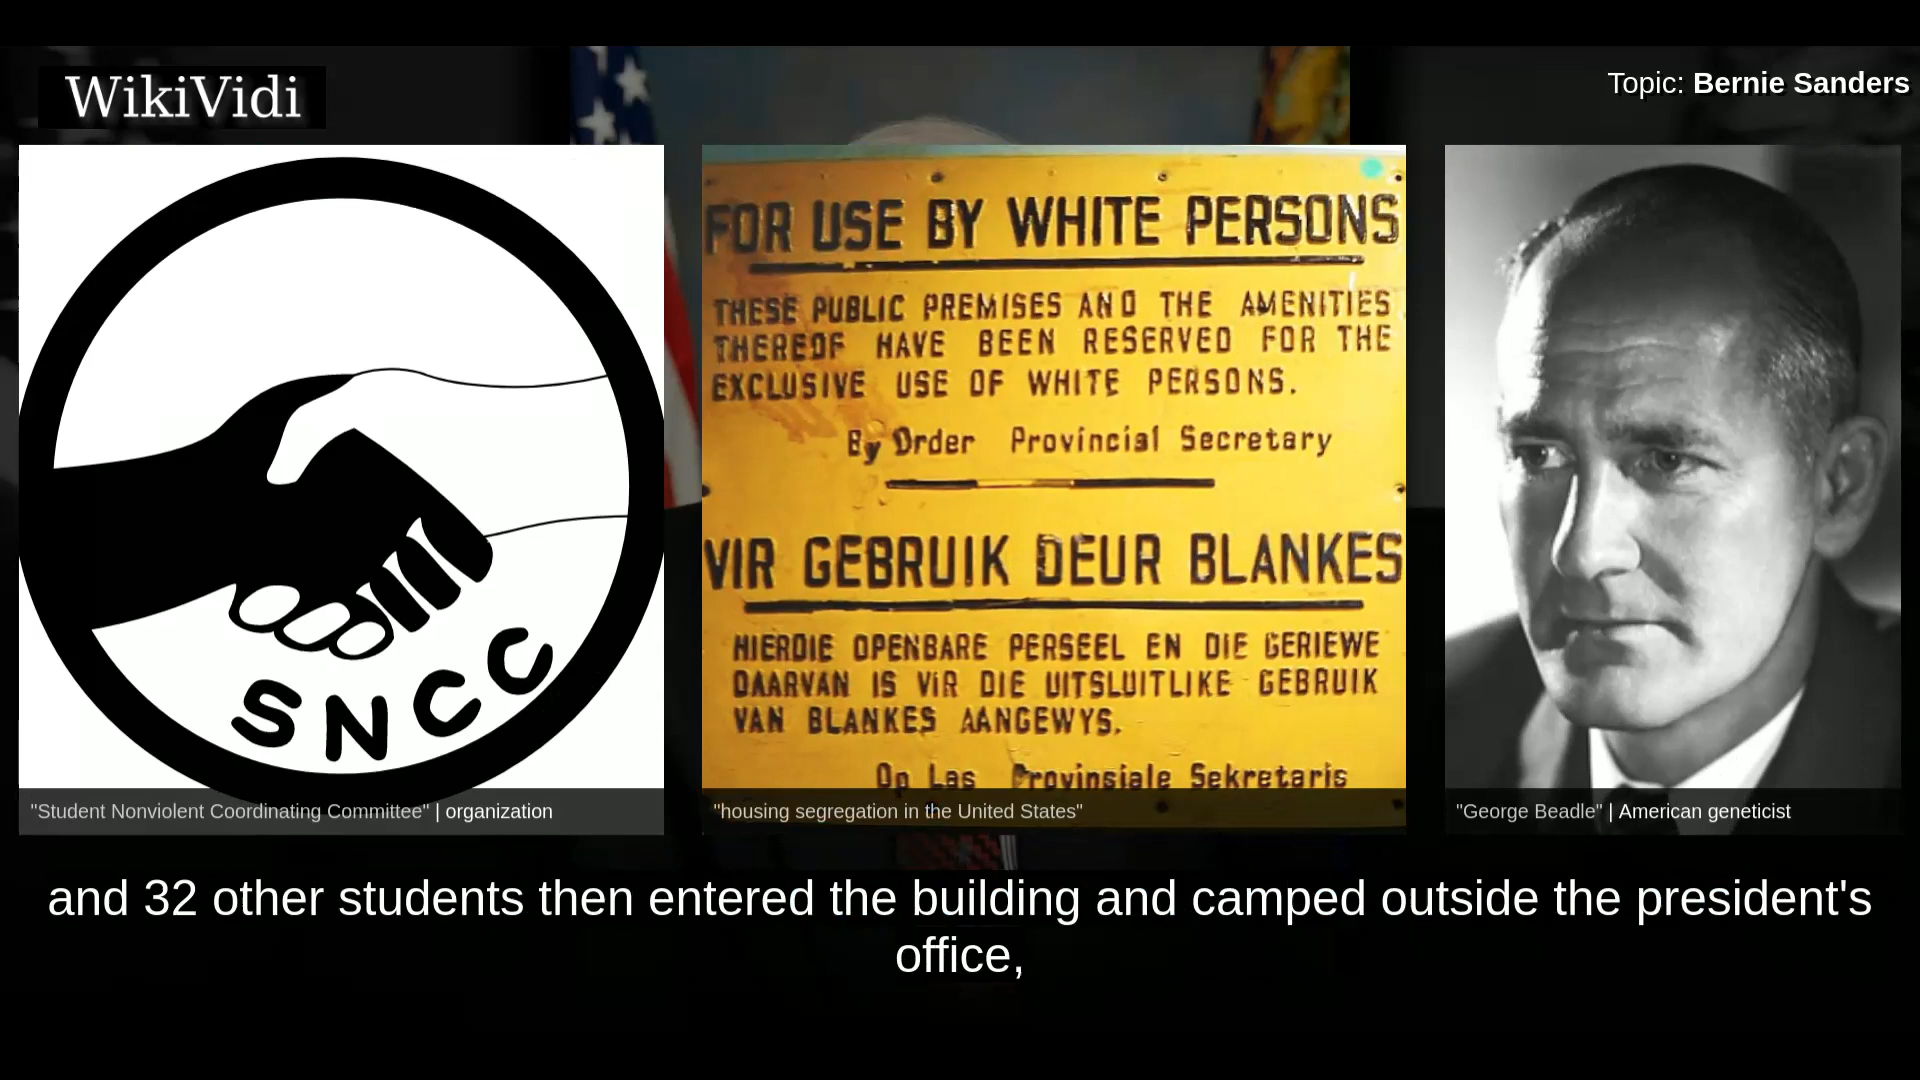 WikiVidi
Topic: Bernie Sanders
SNCC
"Student Nonviolent Coordinating Committee" | organization
FOR USE BY WHITE PERSONS
THESE PUBLIC PREMISES AND THE AMENITIES
THEREOF HAVE BEEN RESERVED FOR THE
EXCLUSIVE USE OF WHITE PERSONS.
By Order Provincial Secretary
VIR GEBRUIK DEUR BLANKES
HIERDIE OPENBARE PERSEEL EN DIE GERIEWE
DAARVAN IS VIR DIE UITSLUITLIKE GEBRUIK
VAN BLANKES AANGEWYS.
Op Las Provinsiale Sekretaris
"housing segregation in the United States"
"George Beadle" | American geneticist
and 32 other students then entered the building and camped outside the president's
office,